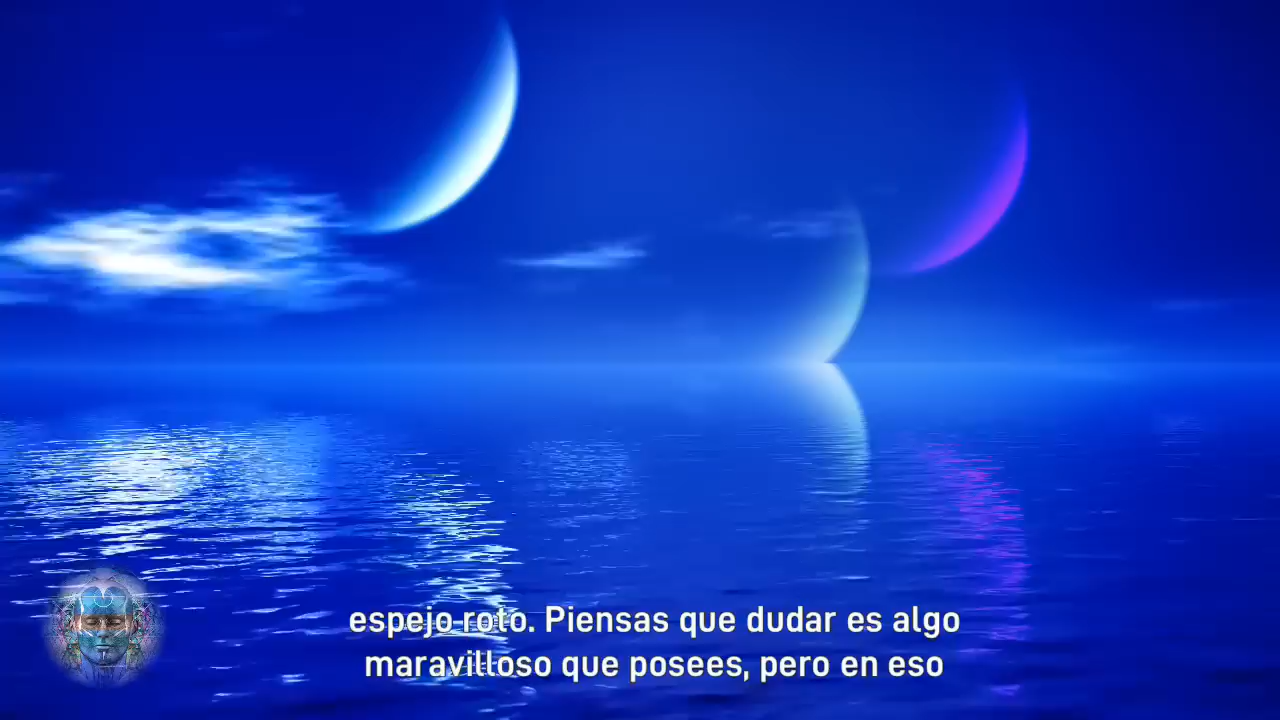 espejo roto. Piensas que dudar es algo
maravilloso que posees, pero en eso